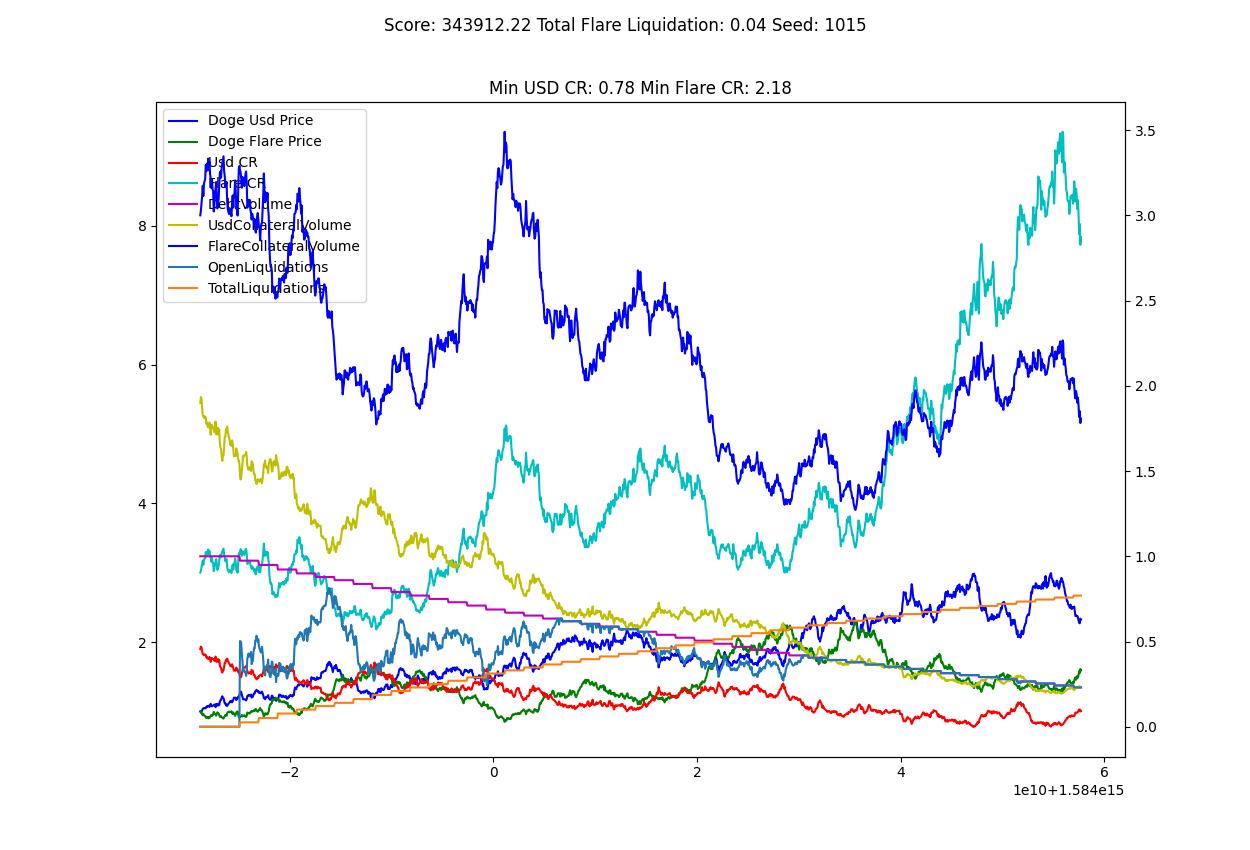 Score: 343912.22 Total Flare Liquidation: 0.04 Seed: 1015
Min USD CR: 0.78 Min Flare CR: 2.18
Doge Usd Price
Doge Flare Price
Usd CR
Flare CR
DebtVolume
UsdCollateralVolume
FlareCollateralVolume
OpenLiquidations
TotalLiquidations
8
6
4
2
3.5
3.0
2.5
2.0
1.5
1.0
0.5
0.0
−2 0 2 4 6
1e10+1.584e15